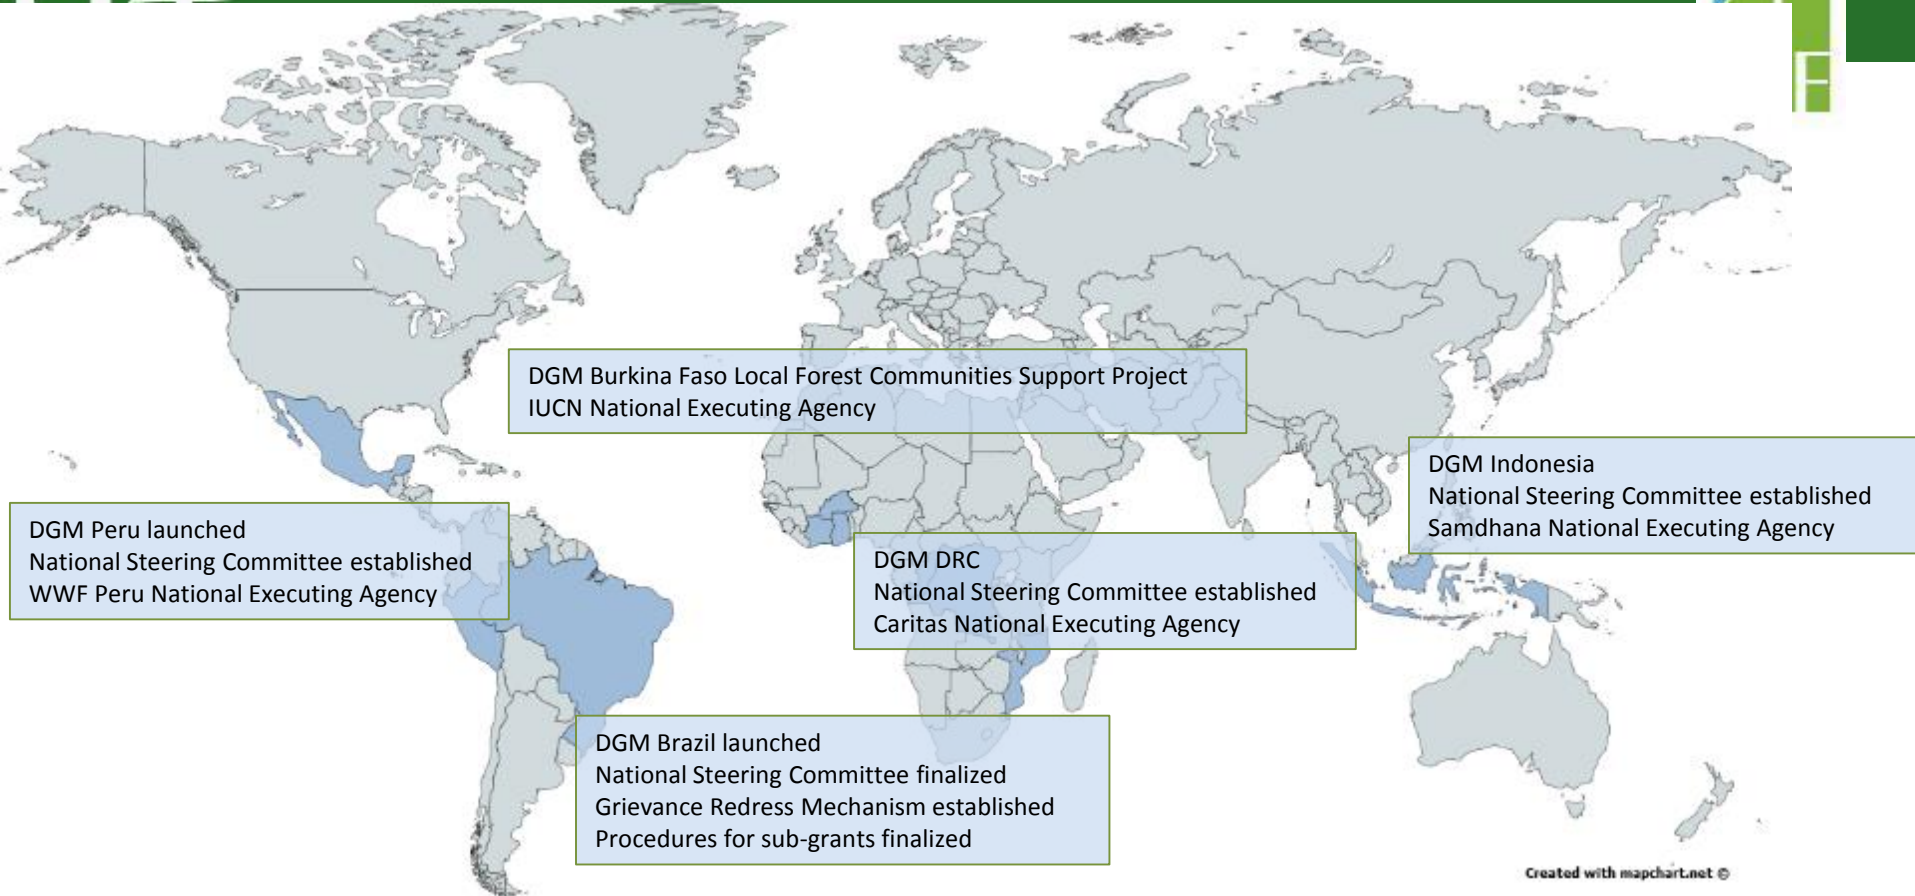 DGM Burkina Faso Local Forest Communities Support Project
IUCN National Executing Agency
DGM Indonesia
National Steering Committee established
Samdhana National Executing Agency
DGM Peru launched
National Steering Committee established
WWF Peru National Executing Agency
DGM DRC
National Steering Committee established
Caritas National Executing Agency
DGM Brazil launched
National Steering Committee finalized
Grievance Redress Mechanism established
Procedures for sub-grants finalized
Created with mapchart.net ©